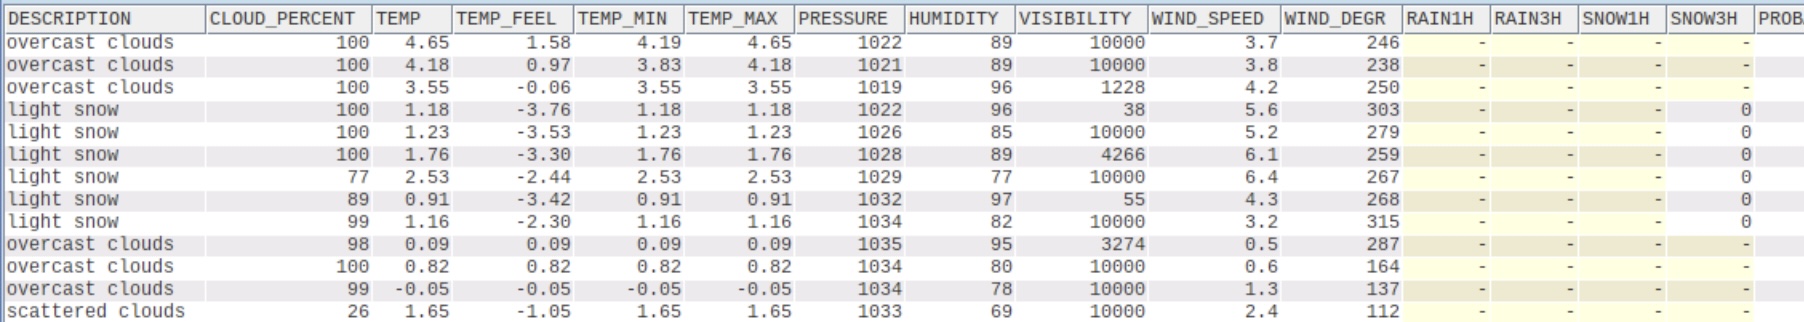 DESCRIPTION CLOUD_PERCENT TEMP TEMP_FEEL TEMP_MIN TEMP_MAX PRESSURE HUMIDITY VISIBILITY WIND_SPEED WIND_DEGR RAIN1H RAIN3H SNOW1H SNOW3H PROB
overcast clouds 100 4.65 1.58 4.19 4.65 1022 89 10000 3.7 246 - - - -
overcast clouds 100 4.18 0.97 3.83 4.18 1021 89 10000 3.8 238 - - - -
overcast clouds 100 3.55 -0.06 3.55 3.55 1019 96 1228 4.2 250 - - - -
light snow 100 1.18 -3.76 1.18 1.18 1022 96 38 5.6 303 - - - 0
light snow 100 1.23 -3.53 1.23 1.23 1026 85 10000 5.2 279 - - - 0
light snow 100 1.76 -3.30 1.76 1.76 1028 89 4266 6.1 259 - - - 0
light snow 77 2.53 -2.44 2.53 2.53 1029 77 10000 6.4 267 - - - 0
light snow 89 0.91 -3.42 0.91 0.91 1032 97 55 4.3 268 - - - 0
light snow 99 1.16 -2.30 1.16 1.16 1034 82 10000 3.2 315 - - - 0
overcast clouds 98 0.09 0.09 0.09 0.09 1035 95 3274 0.5 287 - - - -
overcast clouds 100 0.82 0.82 0.82 0.82 1034 80 10000 0.6 164 - - - -
overcast clouds 99 -0.05 -0.05 -0.05 -0.05 1034 78 10000 1.3 137 - - - -
scattered clouds 26 1.65 -1.05 1.65 1.65 1033 69 10000 2.4 112 - - - -